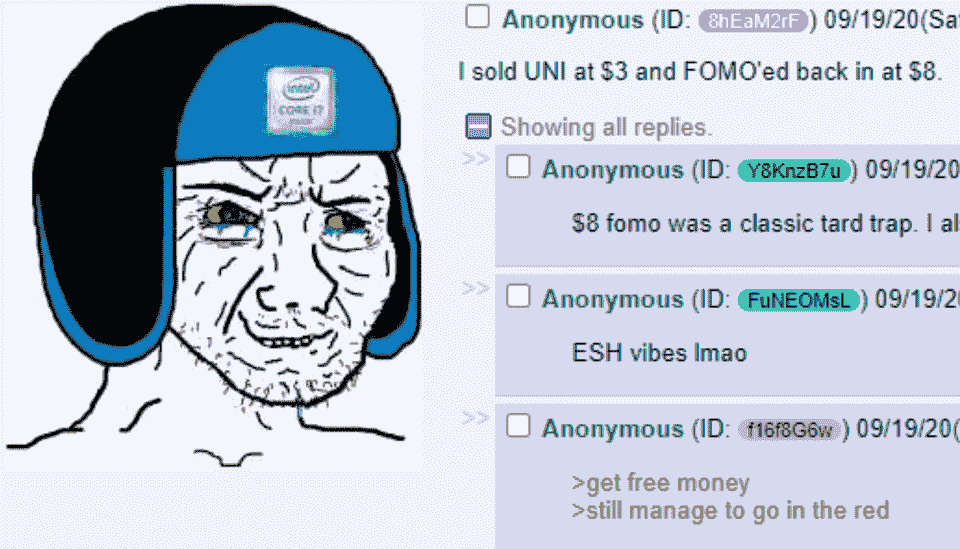 intel
CORE i7
Anonymous (ID: 8hEaM2rF) 09/19/20(Sa
I sold UNI at $3 and FOMO'ed back in at $8.
Showing all replies.
>> Anonymous (ID: Y8KnzB7u) 09/19/20
$8 fomo was a classic tard trap. I al
>> Anonymous (ID: FuNEOMsL) 09/19/2
ESH vibes lmao
>> Anonymous (ID: f16f8G6w) 09/19/20(
>get free money
>still manage to go in the red